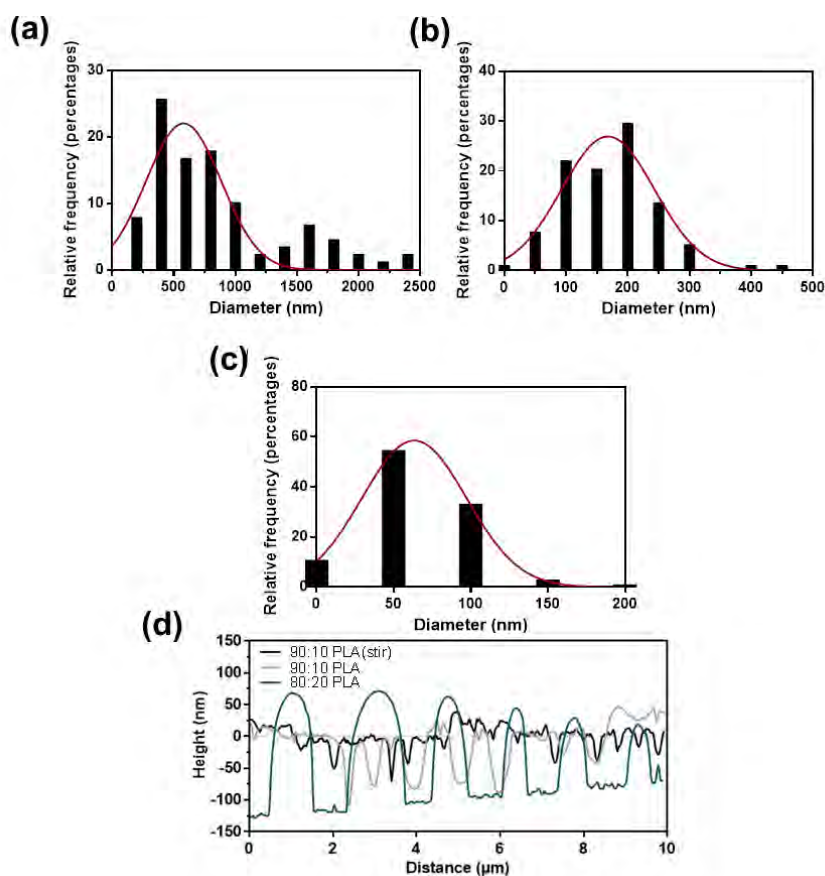 (a)
Relative frequency (percentages)
30
20
10
0
0 500 1000 1500 2000 2500
Diameter (nm)
(b)
Relative frequency (percentages)
40
30
20
10
0
0 100 200 300 400 500
Diameter (nm)
(c)
Relative frequency (percentages)
80
60
40
20
0
0 50 100 150 200
Diameter (nm)
(d)
Height (nm)
150
100
50
0
-50
-100
-150
90:10 PLA(stir)
90:10 PLA
80:20 PLA
0 2 4 6 8 10
Distance (µm)